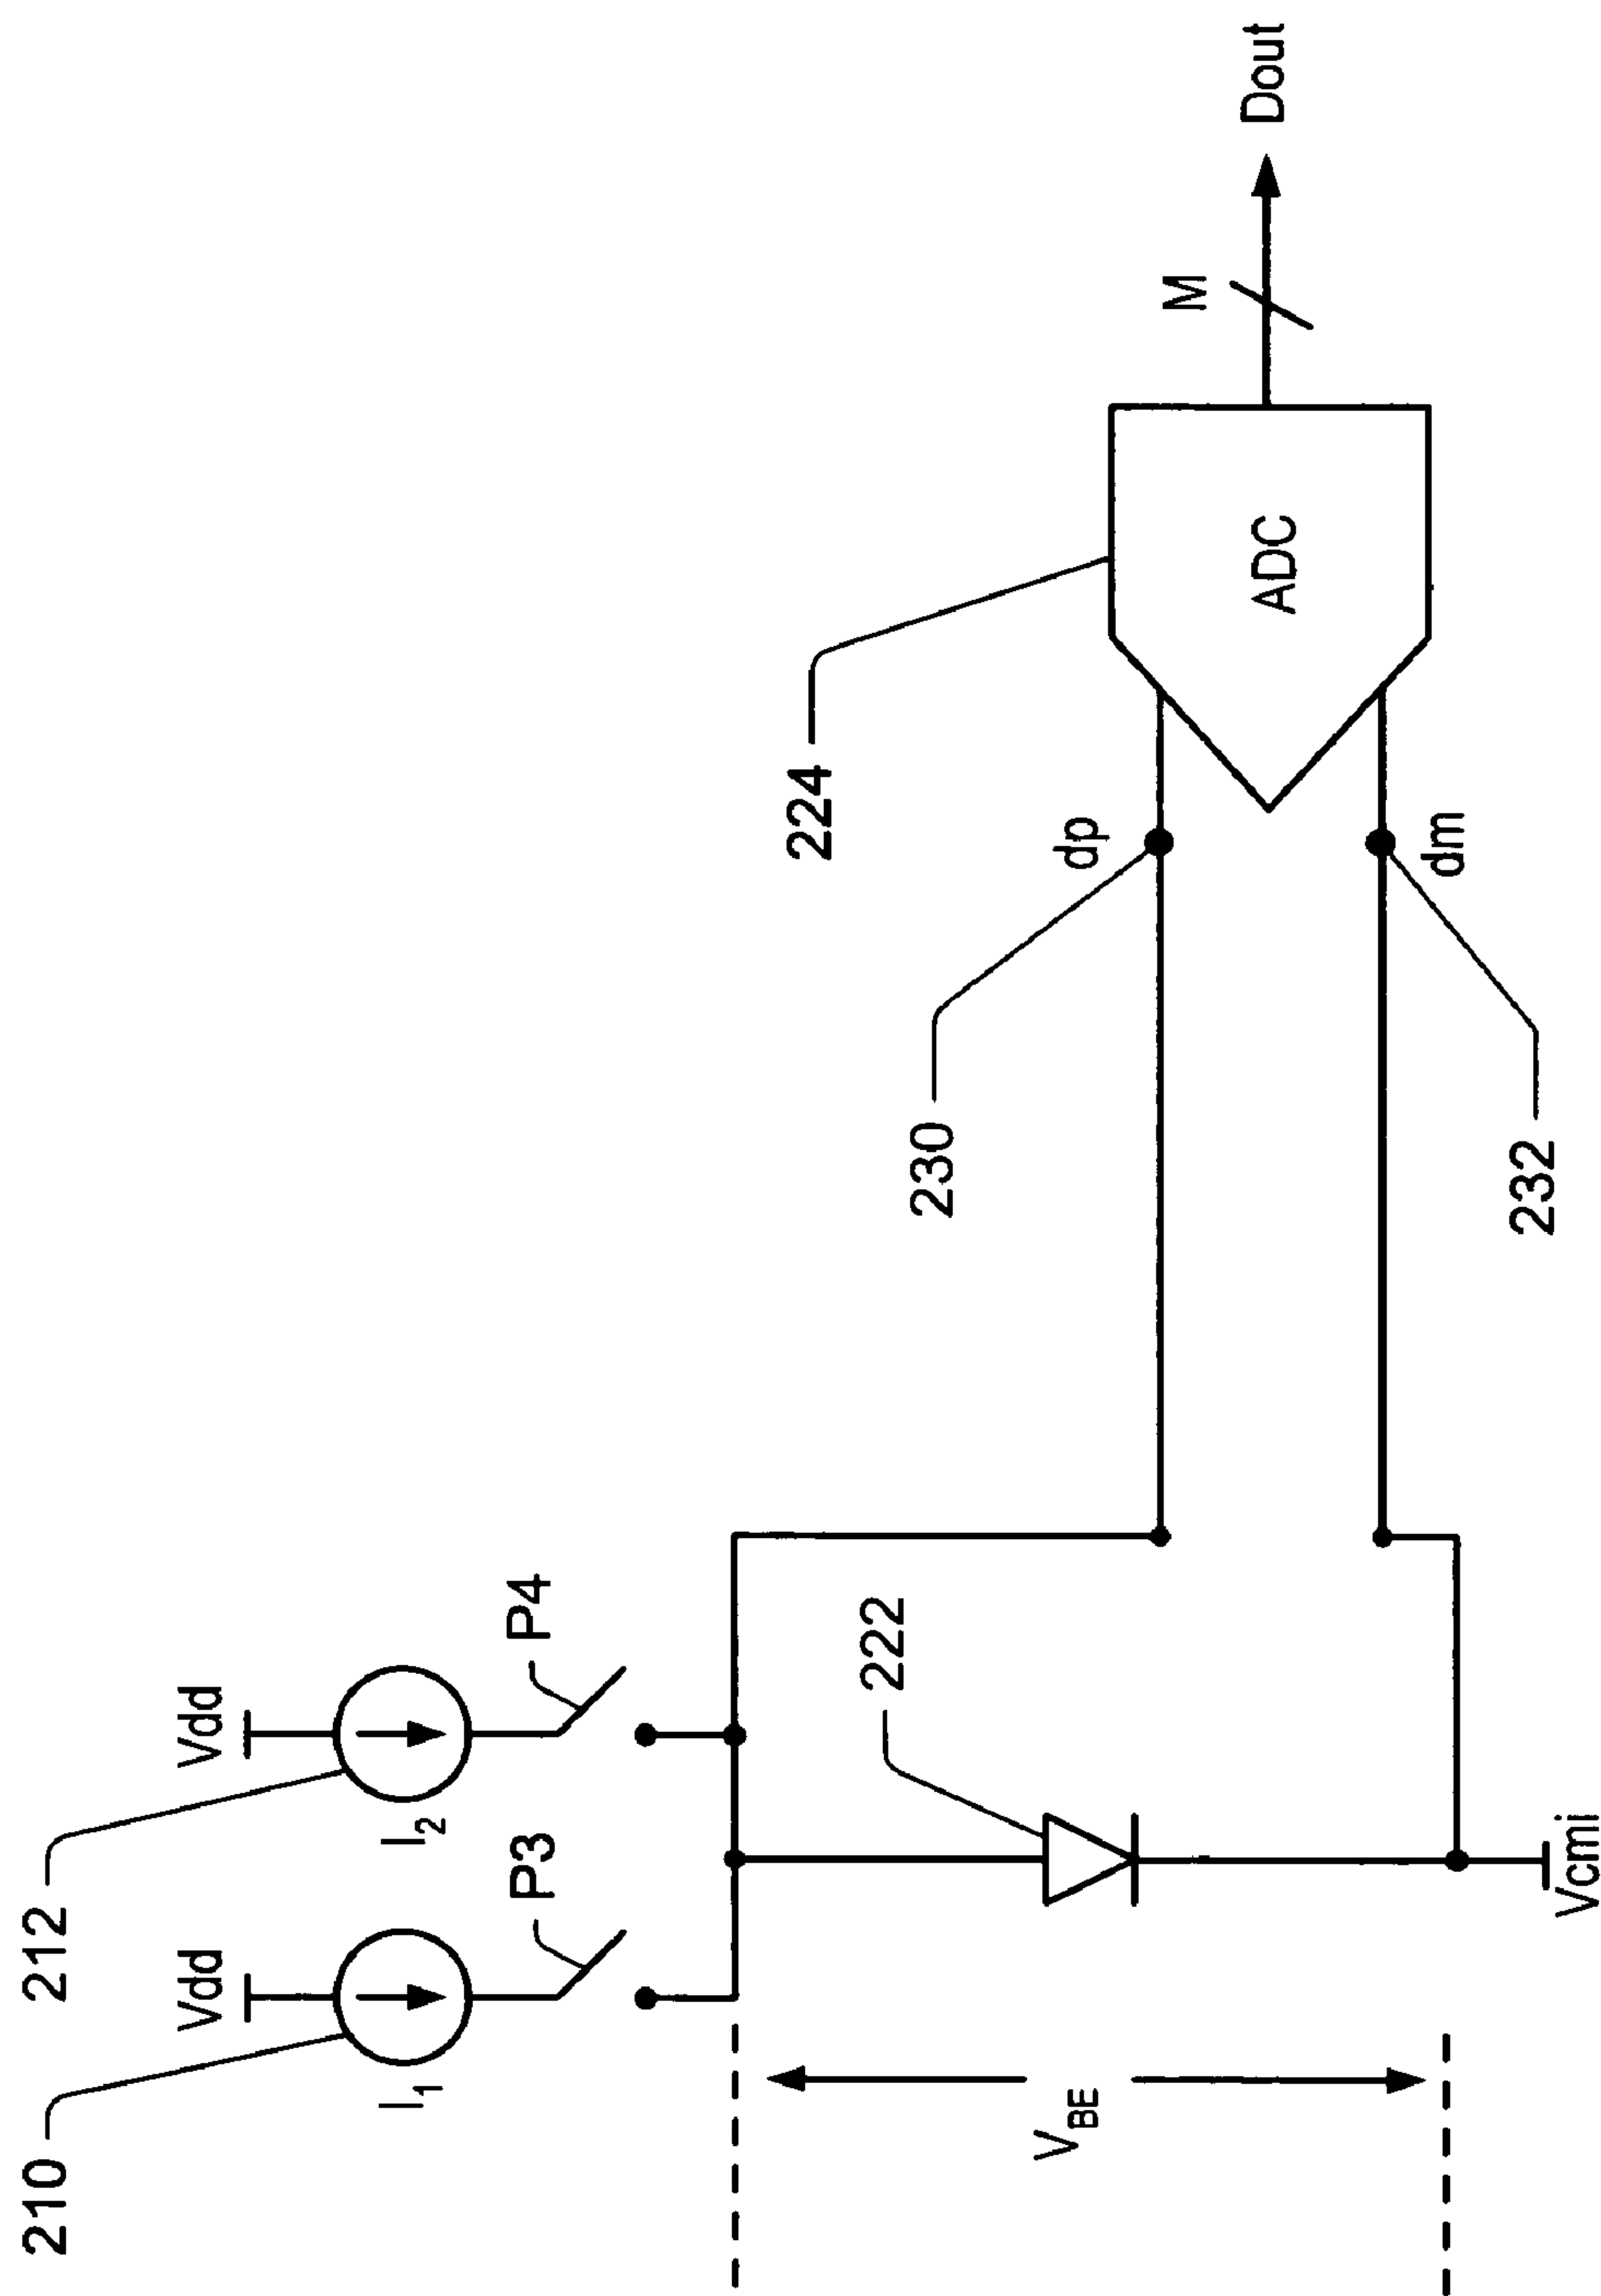 210
212
Vdd
Vdd
I1
I2
P3
P4
VBE
222
Vcmi
230
232
dp
dm
224
ADC
M
Dout